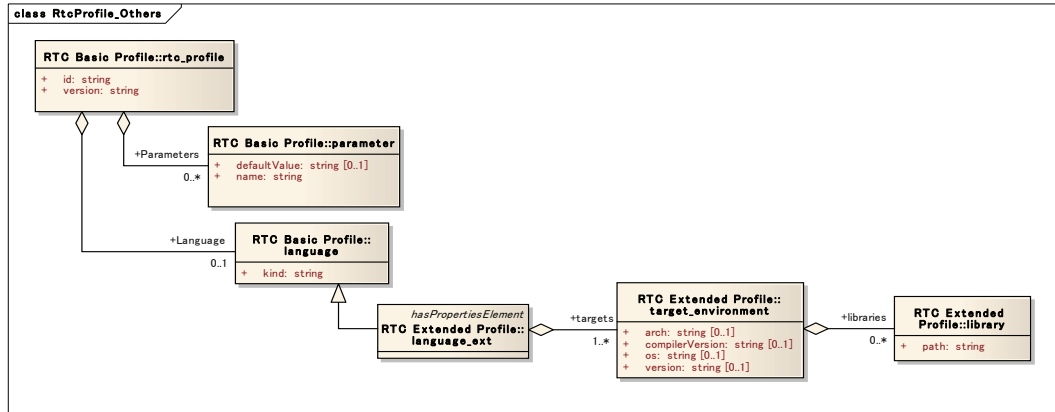 class RtcProfile_Others
RTC Basic Profile::rtc_profile
+ id: string
+ version: string
RTC Basic Profile::parameter
+ defaultValue: string [0..1]
+ name: string
+Parameters
0..*
+Language
0..1
RTC Basic Profile::
language
+ kind: string
hasPropertiesElement
RTC Extended Profile::
language_ext
+targets
1..*
RTC Extended Profile::
target_environment
+ arch: string [0..1]
+ compilerVersion: string [0..1]
+ os: string [0..1]
+ version: string [0..1]
+libraries
0..*
RTC Extended
Profile::library
+ path: string